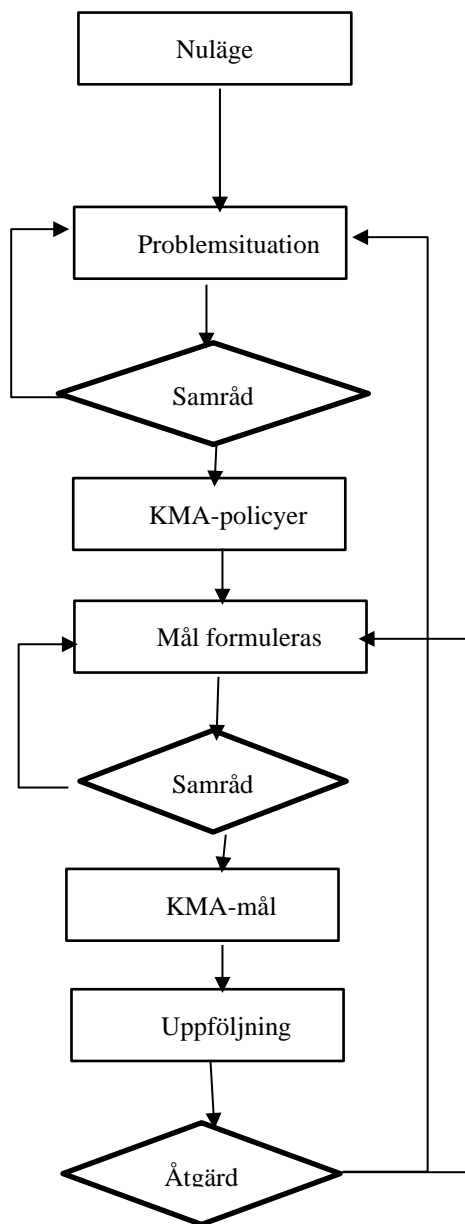 Nuläge
Problemsituation
Samråd
KMA-policyer
Mål formuleras
Samråd
KMA-mål
Uppföljning
Åtgärd